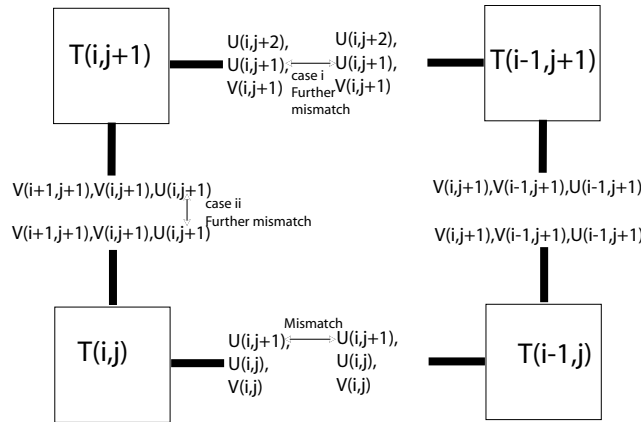 T(i,j+1)
U(i,j+2),
U(i,j+1),
V(i,j+1)
case i
Further
mismatch
U(i,j+2),
U(i,j+1),
V(i,j+1)
T(i-1,j+1)
V(i+1,j+1),V(i,j+1),U(i,j+1)
case ii
Further mismatch
V(i+1,j+1),V(i,j+1),U(i,j+1)
V(i,j+1),V(i-1,j+1),U(i-1,j+1)
V(i,j+1),V(i-1,j+1),U(i-1,j+1)
T(i,j)
U(i,j+1),
U(i,j),
V(i,j)
Mismatch
U(i,j+1),
U(i,j),
V(i,j)
T(i-1,j)